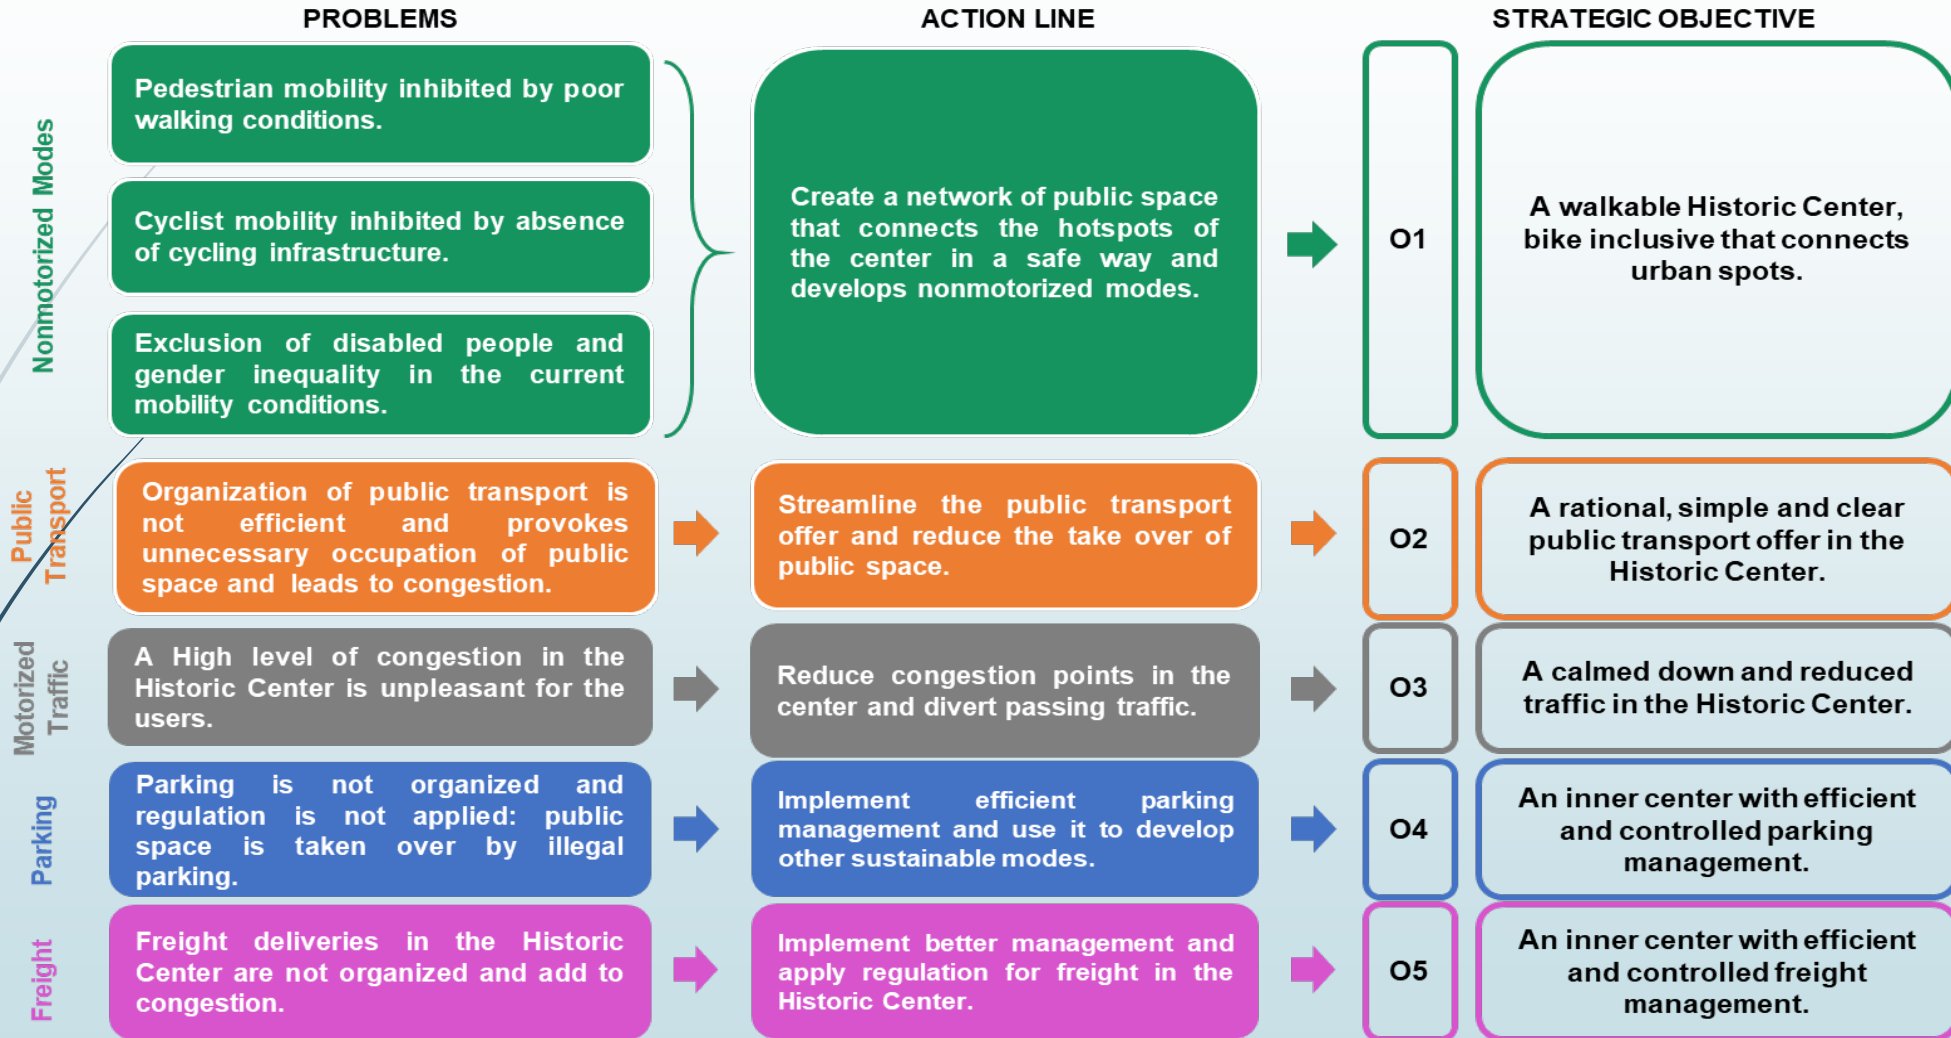 PROBLEMS
ACTION LINE
STRATEGIC OBJECTIVE
Nonmotorized Modes
Pedestrian mobility inhibited by poor
walking conditions.
Cyclist mobility inhibited by absence
of cycling infrastructure.
Exclusion of disabled people and
gender inequality in the current
mobility conditions.
Create a network of public space
that connects the hotspots of
the center in a safe way and
develops nonmotorized modes.
O1
A walkable Historic Center,
bike inclusive that connects
urban spots.
Public
Transport
Organization of public transport is
not efficient and provokes
unnecessary occupation of public
space and leads to congestion.
Streamline the public transport
offer and reduce the take over of
public space.
O2
A rational, simple and clear
public transport offer in the
Historic Center.
Motorized
Traffic
A High level of congestion in the
Historic Center is unpleasant for the
users.
Reduce congestion points in the
center and divert passing traffic.
O3
A calmed down and reduced
traffic in the Historic Center.
Parking
Parking is not organized and
regulation is not applied: public
space is taken over by illegal
parking.
Implement efficient parking
management and use it to develop
other sustainable modes.
O4
An inner center with efficient
and controlled parking
management.
Freight
Freight deliveries in the Historic
Center are not organized and add to
congestion.
Implement better management and
apply regulation for freight in the
Historic Center.
O5
An inner center with efficient
and controlled freight
management.